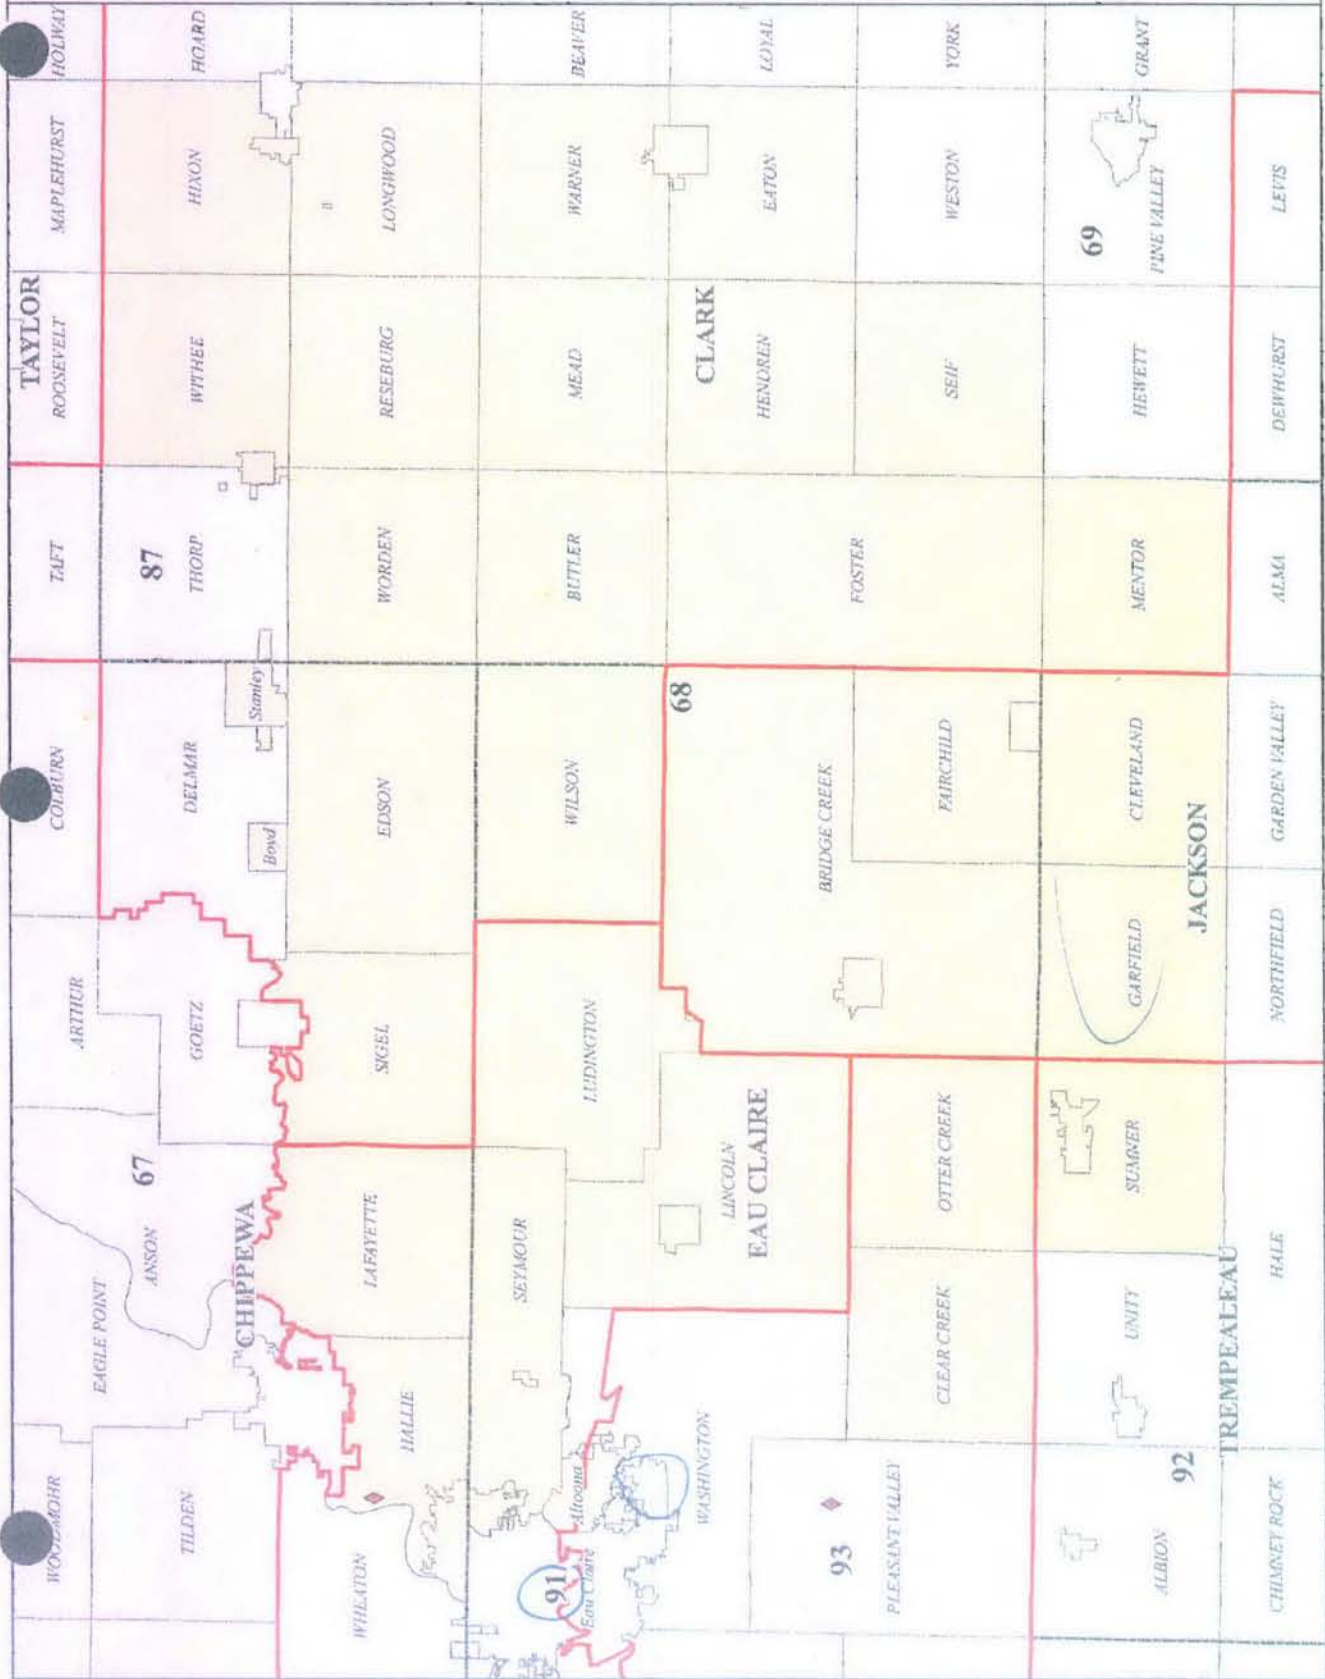 WOODMOHR
EAGLE POINT
ARTHUR
COLBURN
TAFT
TAYLOR
ROOSEVELT
MAPLEHURST
HOLWAY
TILDEN
ANSON
67
GOETZ
DELMAR
87
THORP
WITHEE
HIXON
HOARD
CHIPPEWA
Boyd
Stanley
WHEATON
HALLIE
LAFAYETTE
SIGEL
EDSON
WORDEN
RESEBURG
LONGWOOD
SEYMOUR
LUDINGTON
WILSON
BUTLER
MEAD
WARNER
BEAVER
91
Eau Claire
Altoona
68
CLARK
WASHINGTON
LINCOLN
EAU CLAIRE
BRIDGE CREEK
FOSTER
HENDREN
EATON
LOYAL
93
PLEASANT VALLEY
CLEAR CREEK
OTTER CREEK
FAIRCHILD
SEIF
WESTON
YORK
69
ALBION
UNITY
SUMNER
GARFIELD
CLEVELAND
MENTOR
HEWETT
PINE VALLEY
GRANT
92
TREMPEALEAU
JACKSON
CHIMNEY ROCK
HALE
NORTHFIELD
GARDEN VALLEY
ALMA
DEWHURST
LEVIS